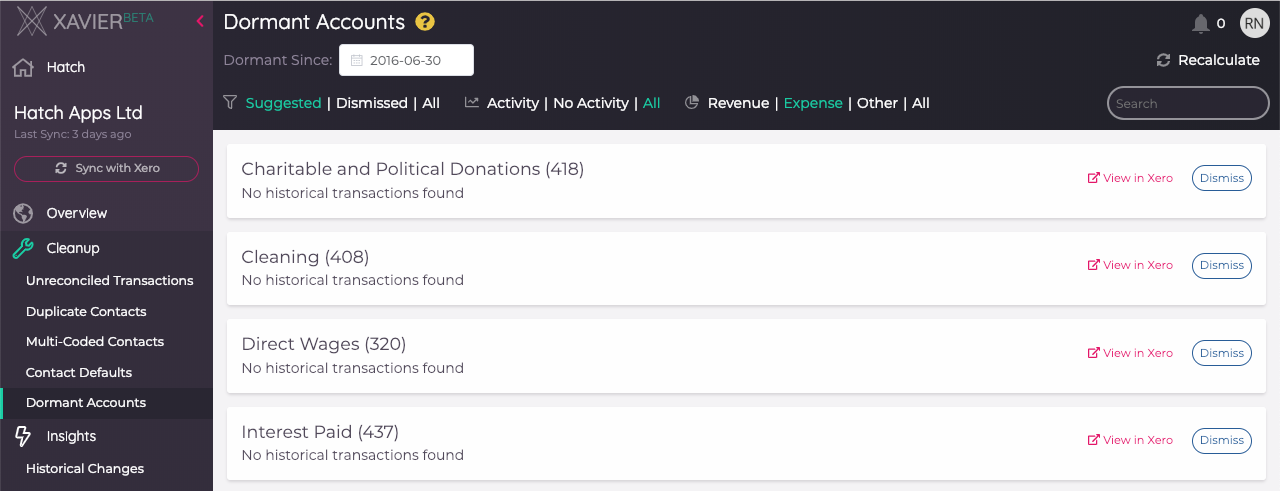 XAVIER BETA
Hatch
Hatch Apps Ltd
Last Sync: 3 days ago
Sync with Xero
Overview
Cleanup
Unreconciled Transactions
Duplicate Contacts
Multi-Coded Contacts
Contact Defaults
Dormant Accounts
Insights
Historical Changes
Dormant Accounts ?
0 RN
Dormant Since: 2016-06-30
Recalculate
Suggested | Dismissed | All Activity | No Activity | All Revenue | Expense | Other | All
Search
Charitable and Political Donations (418)
No historical transactions found
View in Xero Dismiss
Cleaning (408)
No historical transactions found
View in Xero Dismiss
Direct Wages (320)
No historical transactions found
View in Xero Dismiss
Interest Paid (437)
No historical transactions found
View in Xero Dismiss